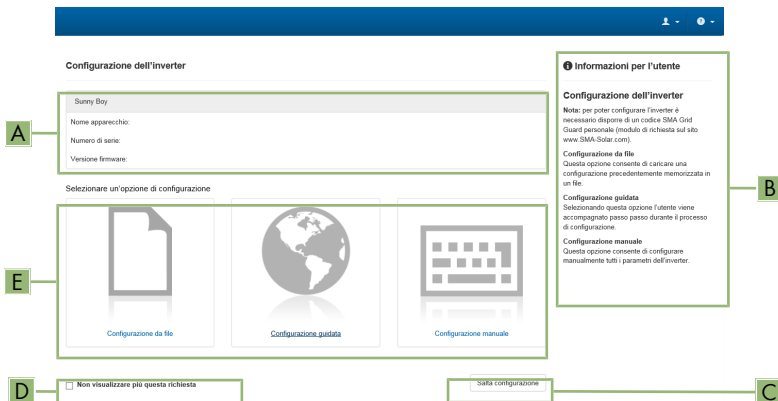 Configurazione dell'inverter
Sunny Boy
Nome apparecchio:
Numero di serie:
Versione firmware:
A
Selezionare un'opzione di configurazione
Configurazione da file
Configurazione guidata
Configurazione manuale
E
Non visualizzare più questa richiesta
D
Salta configurazione
C
Informazioni per l'utente
Configurazione dell'inverter
Nota: per poter configurare l'inverter è
necessario disporre di un codice SMA Grid
Guard personale (modulo di richiesta sul sito
www.SMA-Solar.com).
Configurazione da file
Questa opzione consente di caricare una
configurazione precedentemente memorizzata in
un file.
Configurazione guidata
Selezionando questa opzione l'utente viene
accompagnato passo passo durante il processo
di configurazione.
Configurazione manuale
Questa opzione consente di configurare
manualmente tutti i parametri dell'inverter.
B